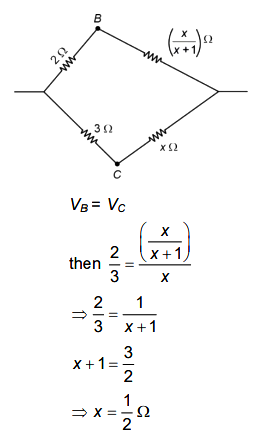 B
2 Ω
(x/(x+1)) Ω
3 Ω
x Ω
C
V_B = V_C
then 2/3 = (x/(x+1))/x
⇒ 2/3 = 1/(x+1)
x + 1 = 3/2
⇒ x = 1/2 Ω